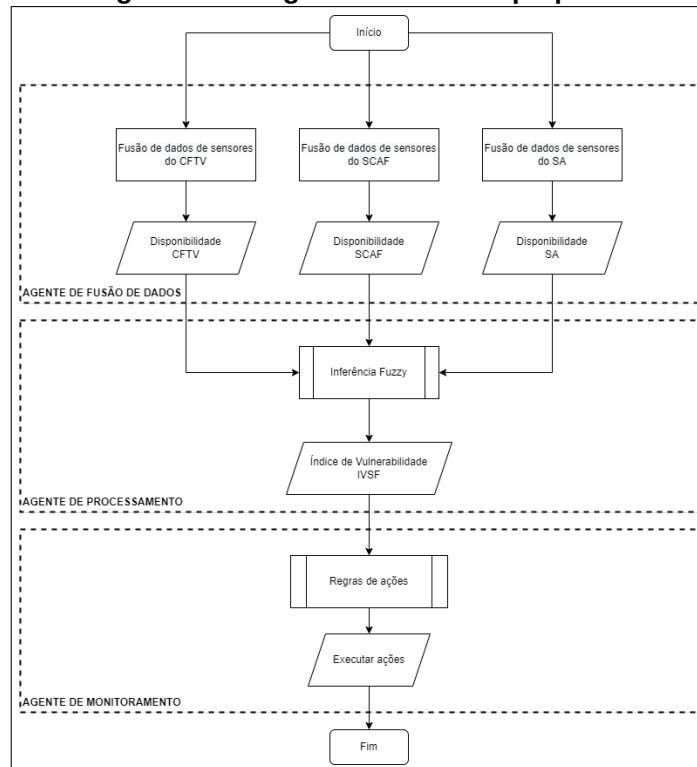 Início
Fusão de dados de sensores
do CFTV
Fusão de dados de sensores
do SCAF
Fusão de dados de sensores
do SA
Disponibilidade
CFTV
Disponibilidade
SCAF
Disponibilidade
SA
AGENTE DE FUSÃO DE DADOS
Inferência Fuzzy
Índice de Vulnerabilidade
IVSF
AGENTE DE PROCESSAMENTO
Regras de ações
Executar ações
AGENTE DE MONITORAMENTO
Fim